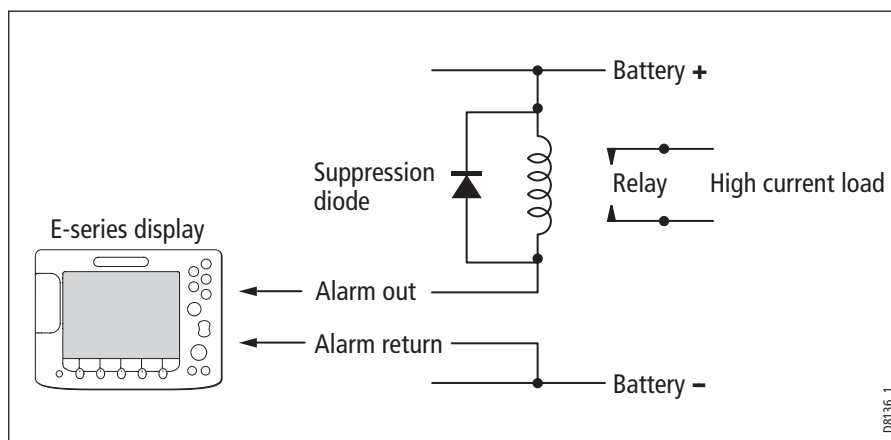 Battery +
Suppression
diode
Relay
High current load
E-series display
Alarm out
Alarm return
Battery –
D8136_1